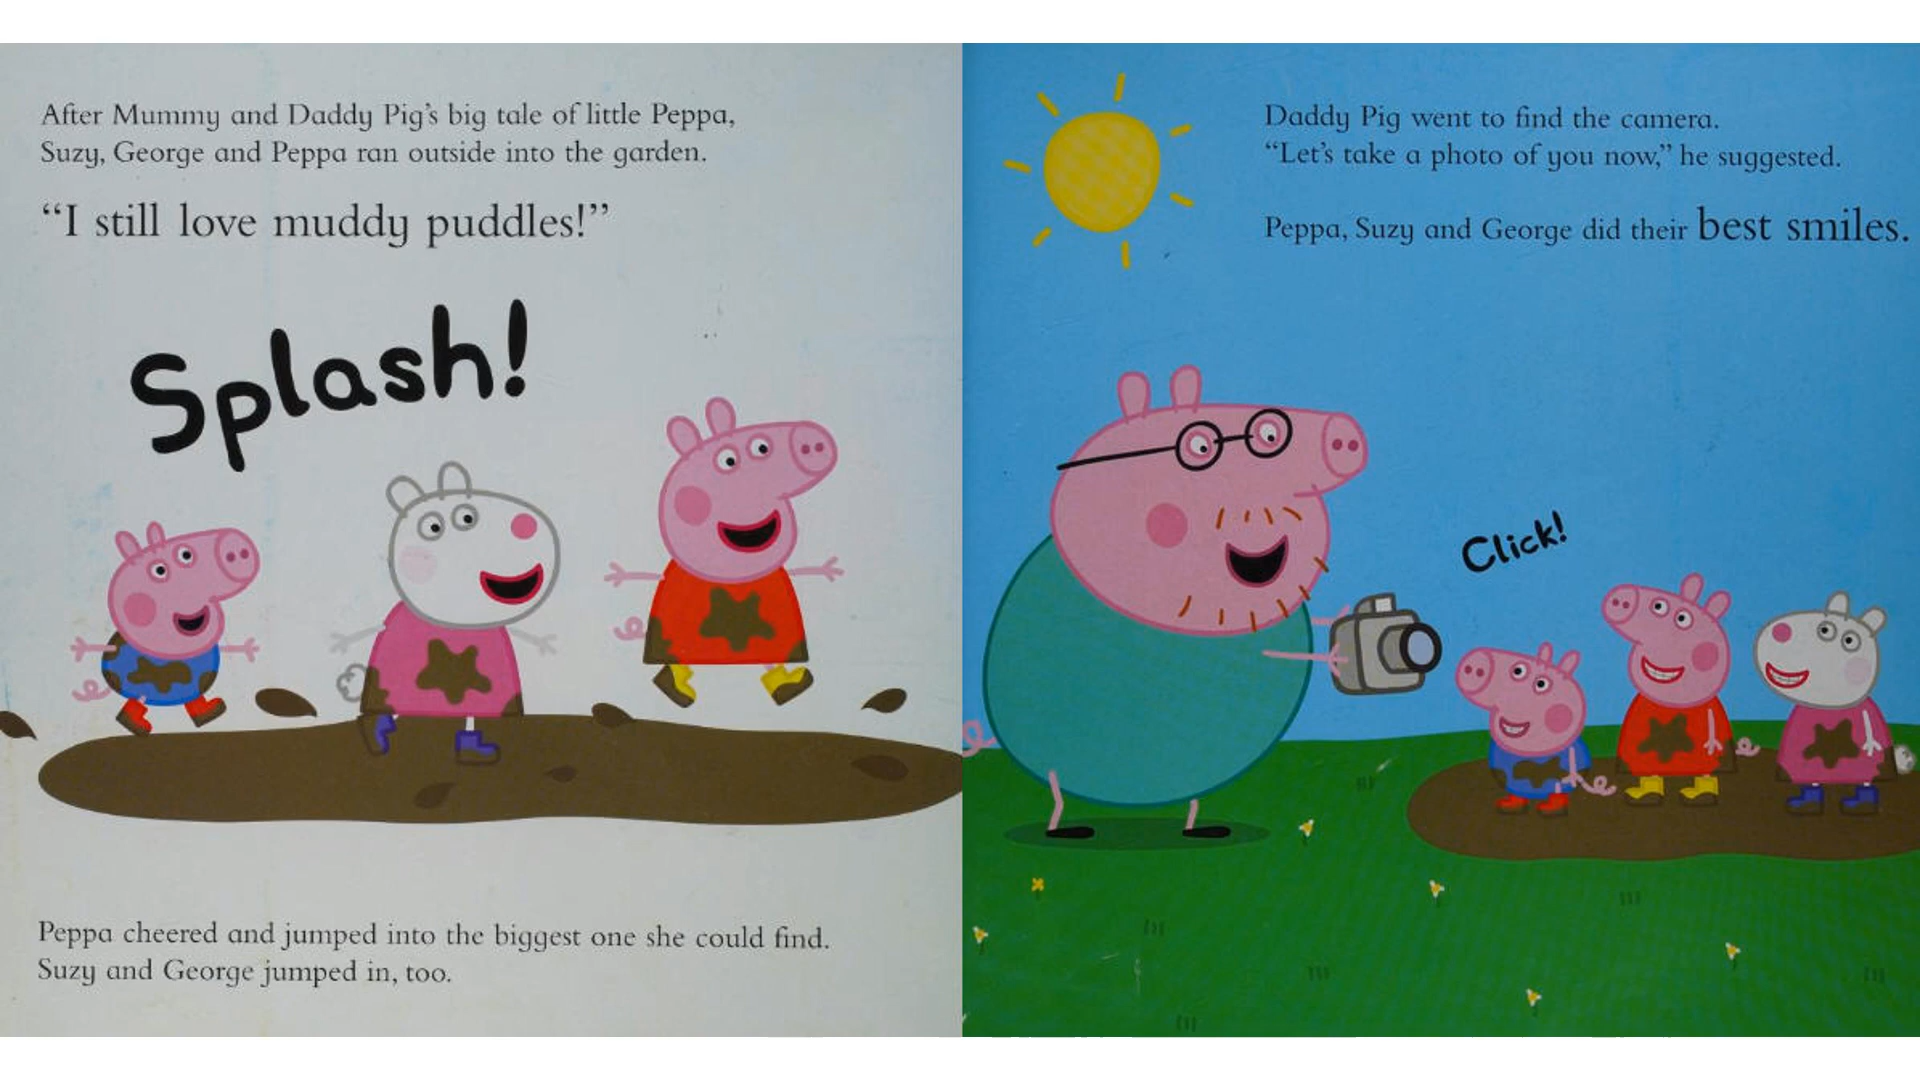 After Mummy and Daddy Pig's big tale of little Peppa,
Suzy, George and Peppa ran outside into the garden.
“I still love muddy puddles!”
Splash!
Peppa cheered and jumped into the biggest one she could find.
Suzy and George jumped in, too.
Daddy Pig went to find the camera.
“Let's take a photo of you now,” he suggested.
Peppa, Suzy and George did their best smiles.
Click!